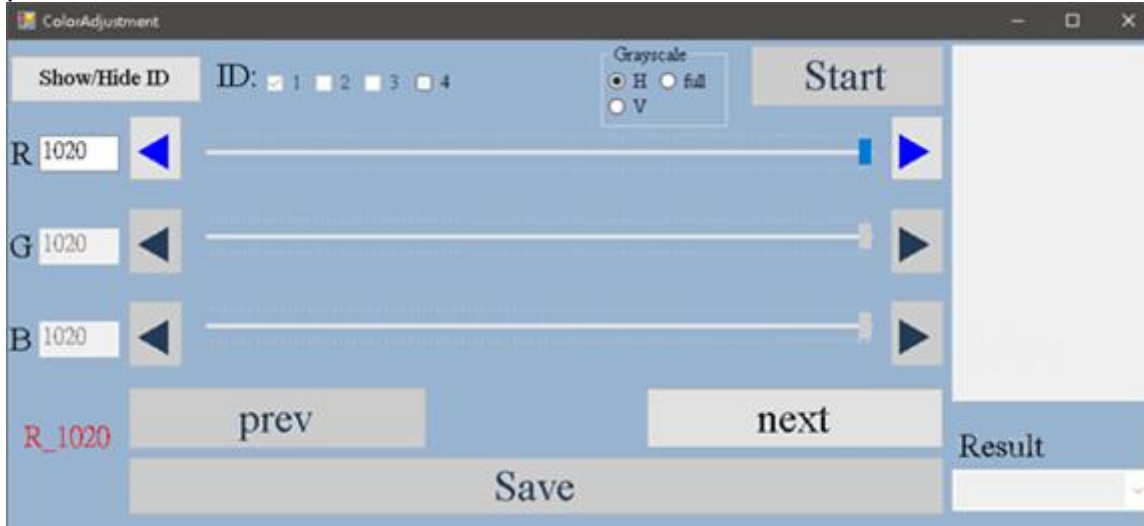 ColorAdjustment
Show/Hide ID
ID: 1 2 3 4
Grayscale
H full
V
Start
R 1020
G 1020
B 1020
R_1020
prev
next
Save
Result